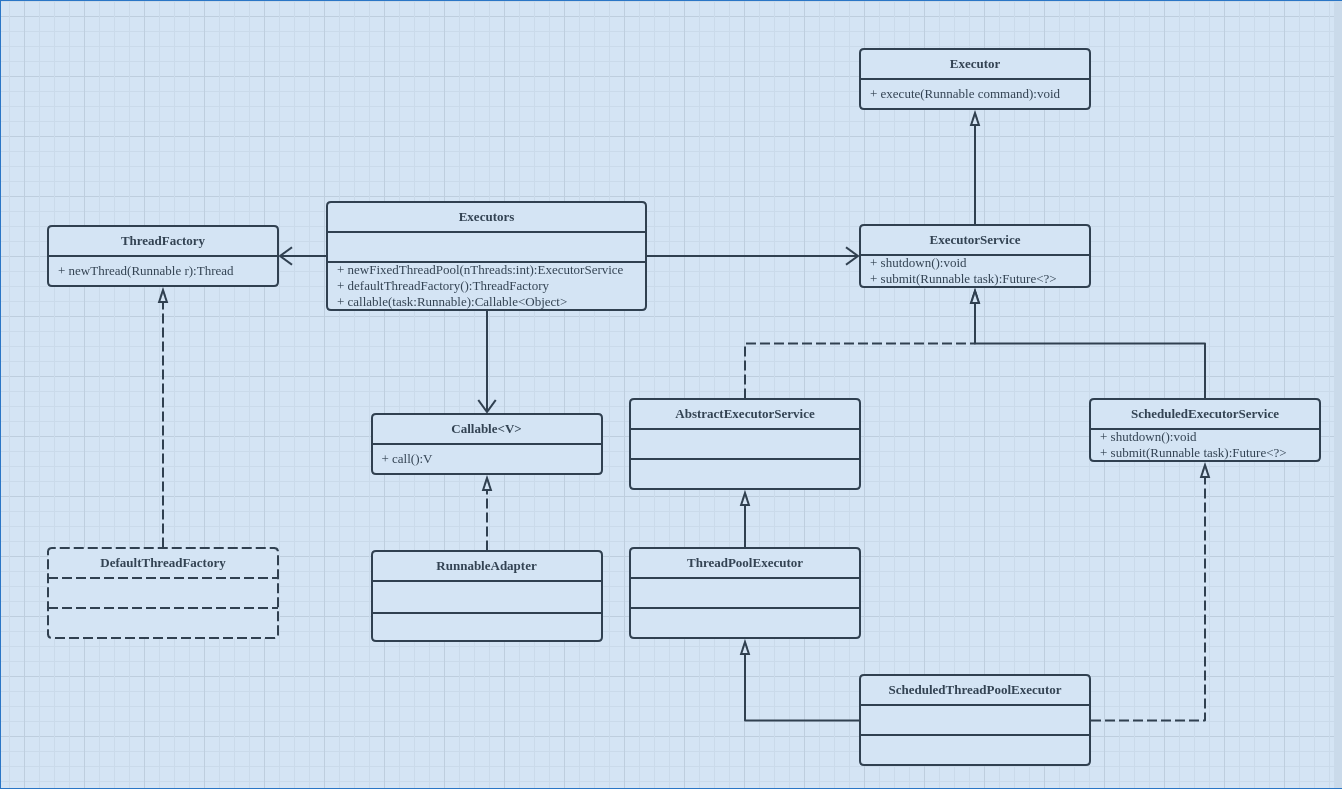 Executor
+ execute(Runnable command):void
Executors
+ newFixedThreadPool(nThreads:int):ExecutorService
+ defaultThreadFactory():ThreadFactory
+ callable(task:Runnable):Callable<Object>
ThreadFactory
+ newThread(Runnable r):Thread
ExecutorService
+ shutdown():void
+ submit(Runnable task):Future<?>
Callable<V>
+ call():V
AbstractExecutorService
ScheduledExecutorService
+ shutdown():void
+ submit(Runnable task):Future<?>
DefaultThreadFactory
RunnableAdapter
ThreadPoolExecutor
ScheduledThreadPoolExecutor